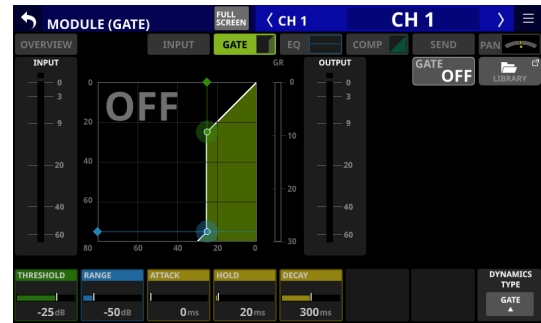 MODULE (GATE)
FULL SCREEN
CH 1
CH 1
OVERVIEW
INPUT
GATE
EQ
COMP
SEND
PAN
INPUT
0
3
9
20
40
60
OFF
0
20
40
60
80 60 40 20 0
GR
0
10
20
30
OUTPUT
0
3
9
20
40
60
GATE
OFF
LIBRARY
THRESHOLD
-25dB
RANGE
-50dB
ATTACK
0ms
HOLD
20ms
DECAY
300ms
DYNAMICS
TYPE
GATE